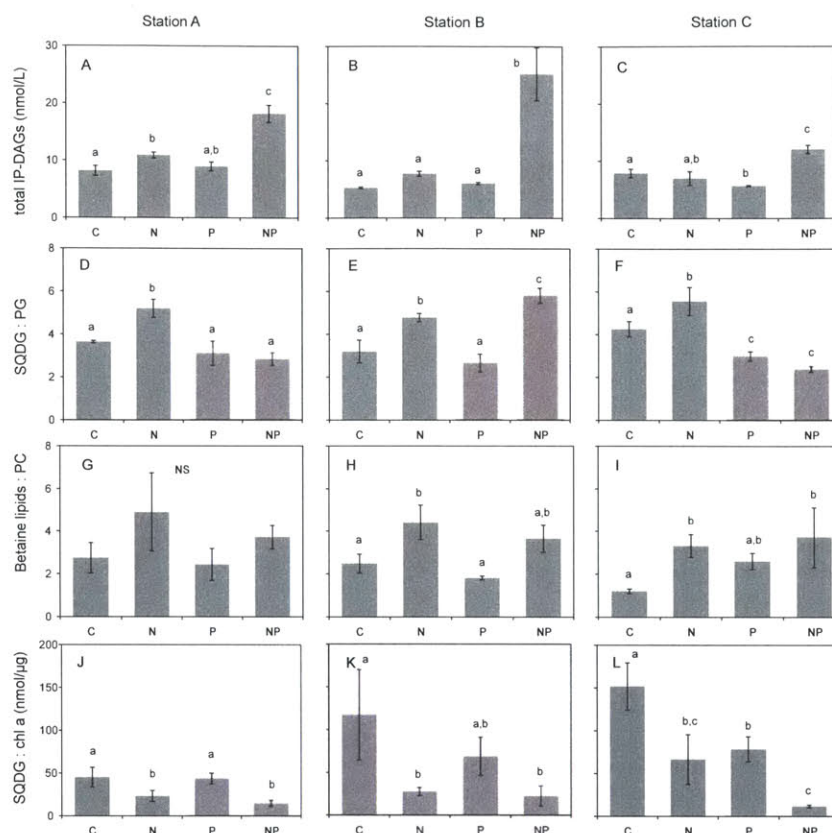 Station A Station B Station C
total IP-DAGs (nmol/L)
30
20
10
0
A
a b a,b c
C N P NP
B
a a a b
C N P NP
C
a a,b b c
C N P NP
SQDG : PG
8
6
4
2
0
D
a b a a
C N P NP
E
a b a c
C N P NP
F
a b c c
C N P NP
Betaine lipids : PC
8
6
4
2
0
G
NS
C N P NP
H
a b a a,b
C N P NP
I
a b a,b a
C N P NP
SQDG : chl a (nmol/µg)
200
150
100
50
0
J
a b a b
C N P NP
K
a b a,b b
C N P NP
L
a b,c b c
C N P NP